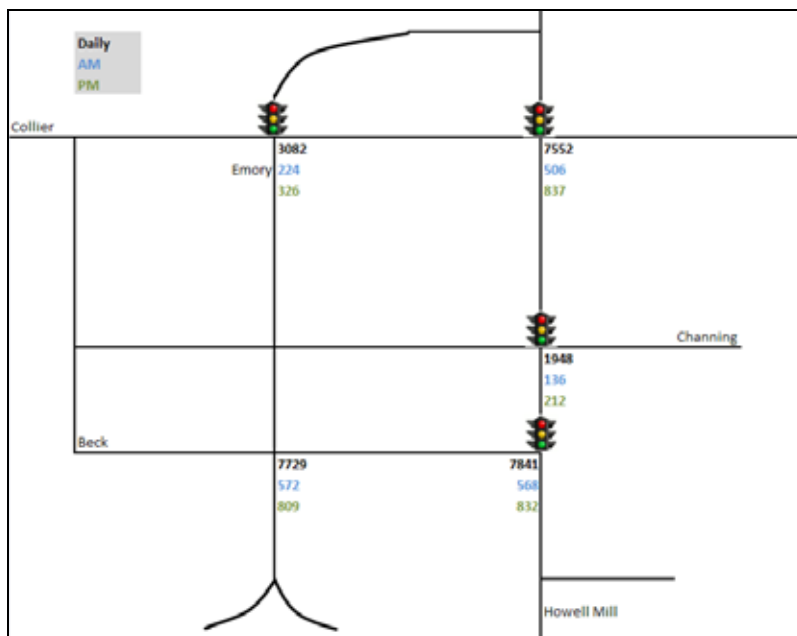 Daily
AM
PM
Collier
3082
Emory 224
326
7552
506
837
Channing
1948
136
212
Beck
7729
572
809
7841
568
832
Howell Mill